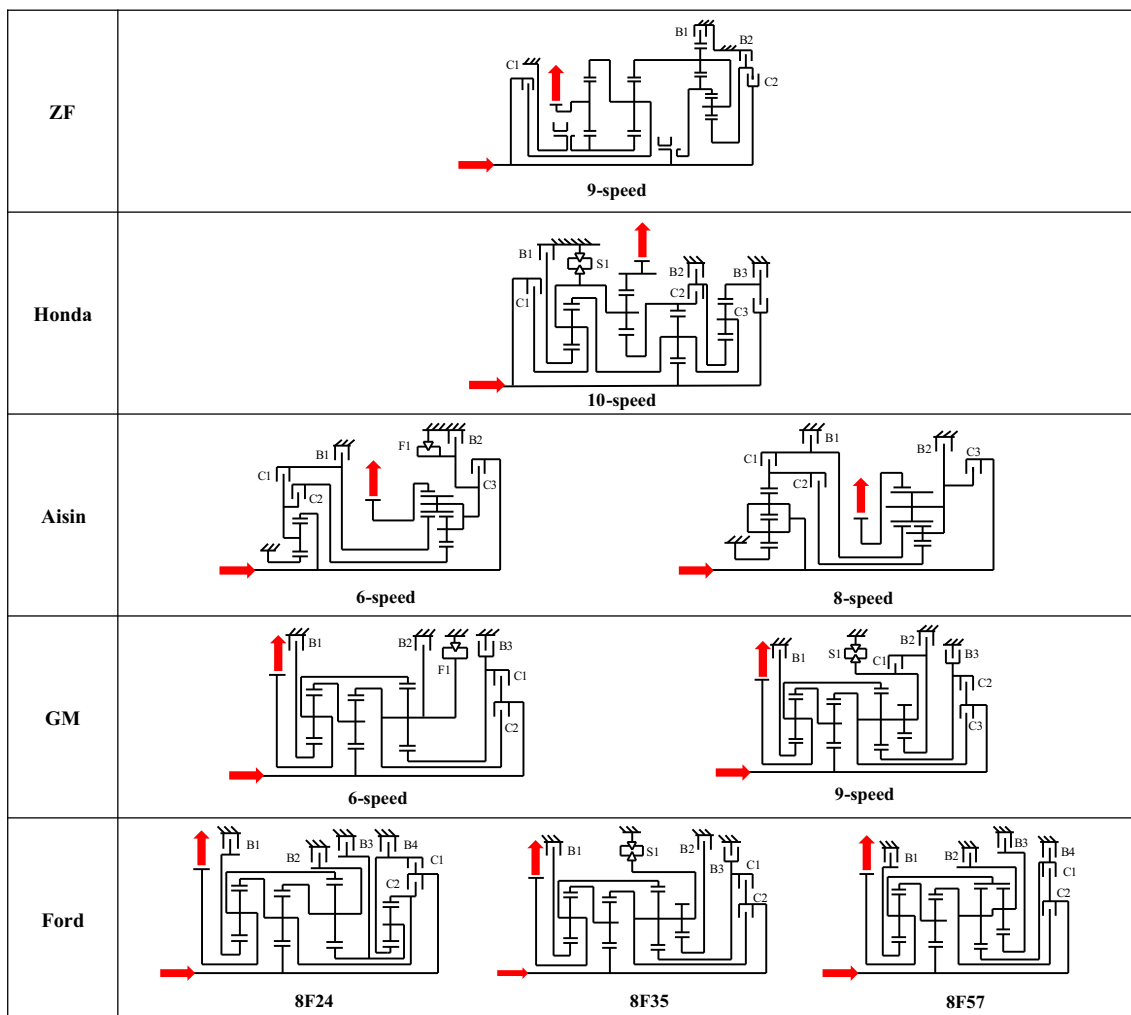 ZF
B1
B2
C1
C2
9-speed
Honda
B1
S1
B2
B3
C1
C2
C3
10-speed
Aisin
F1
B2
B1
C1
C2
C3
6-speed
B1
B2
C3
C1
C2
8-speed
GM
B1
B2
F1
B3
C1
C2
6-speed
B1
S1
B2
C1
B3
C2
C3
9-speed
Ford
B1
B2
B3
B4
C1
C2
8F24
B1
S1
B2
B3
C1
C2
8F35
B1
B2
B3
B4
C1
C2
8F57